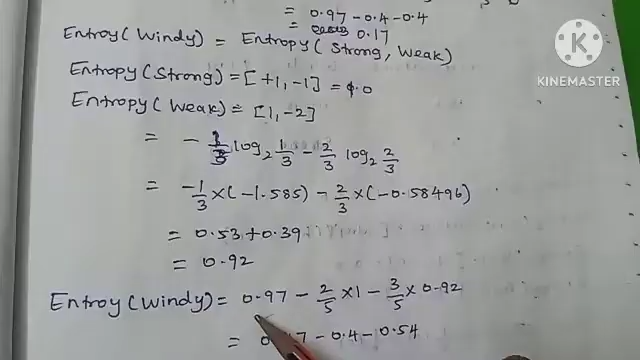 = 0.97 - 0.4 - 0.4
= 0.17
Entroy(Windy) = Entropy(Strong, Weak)
KINEMASTER
Entropy(Strong) = [+1, -1] = 1.0
Entropy(Weak) = [1, -2]
= - 1/3 log₂ 1/3 - 2/3 log₂ 2/3
= -1/3 ×(-1.585) - 2/3 ×(-0.58496)
= 0.53 + 0.39
= 0.92
Entroy(Windy) = 0.97 - 2/5 ×1 - 3/5 × 0.92
= 0. 7 - 0.4 - 0.54